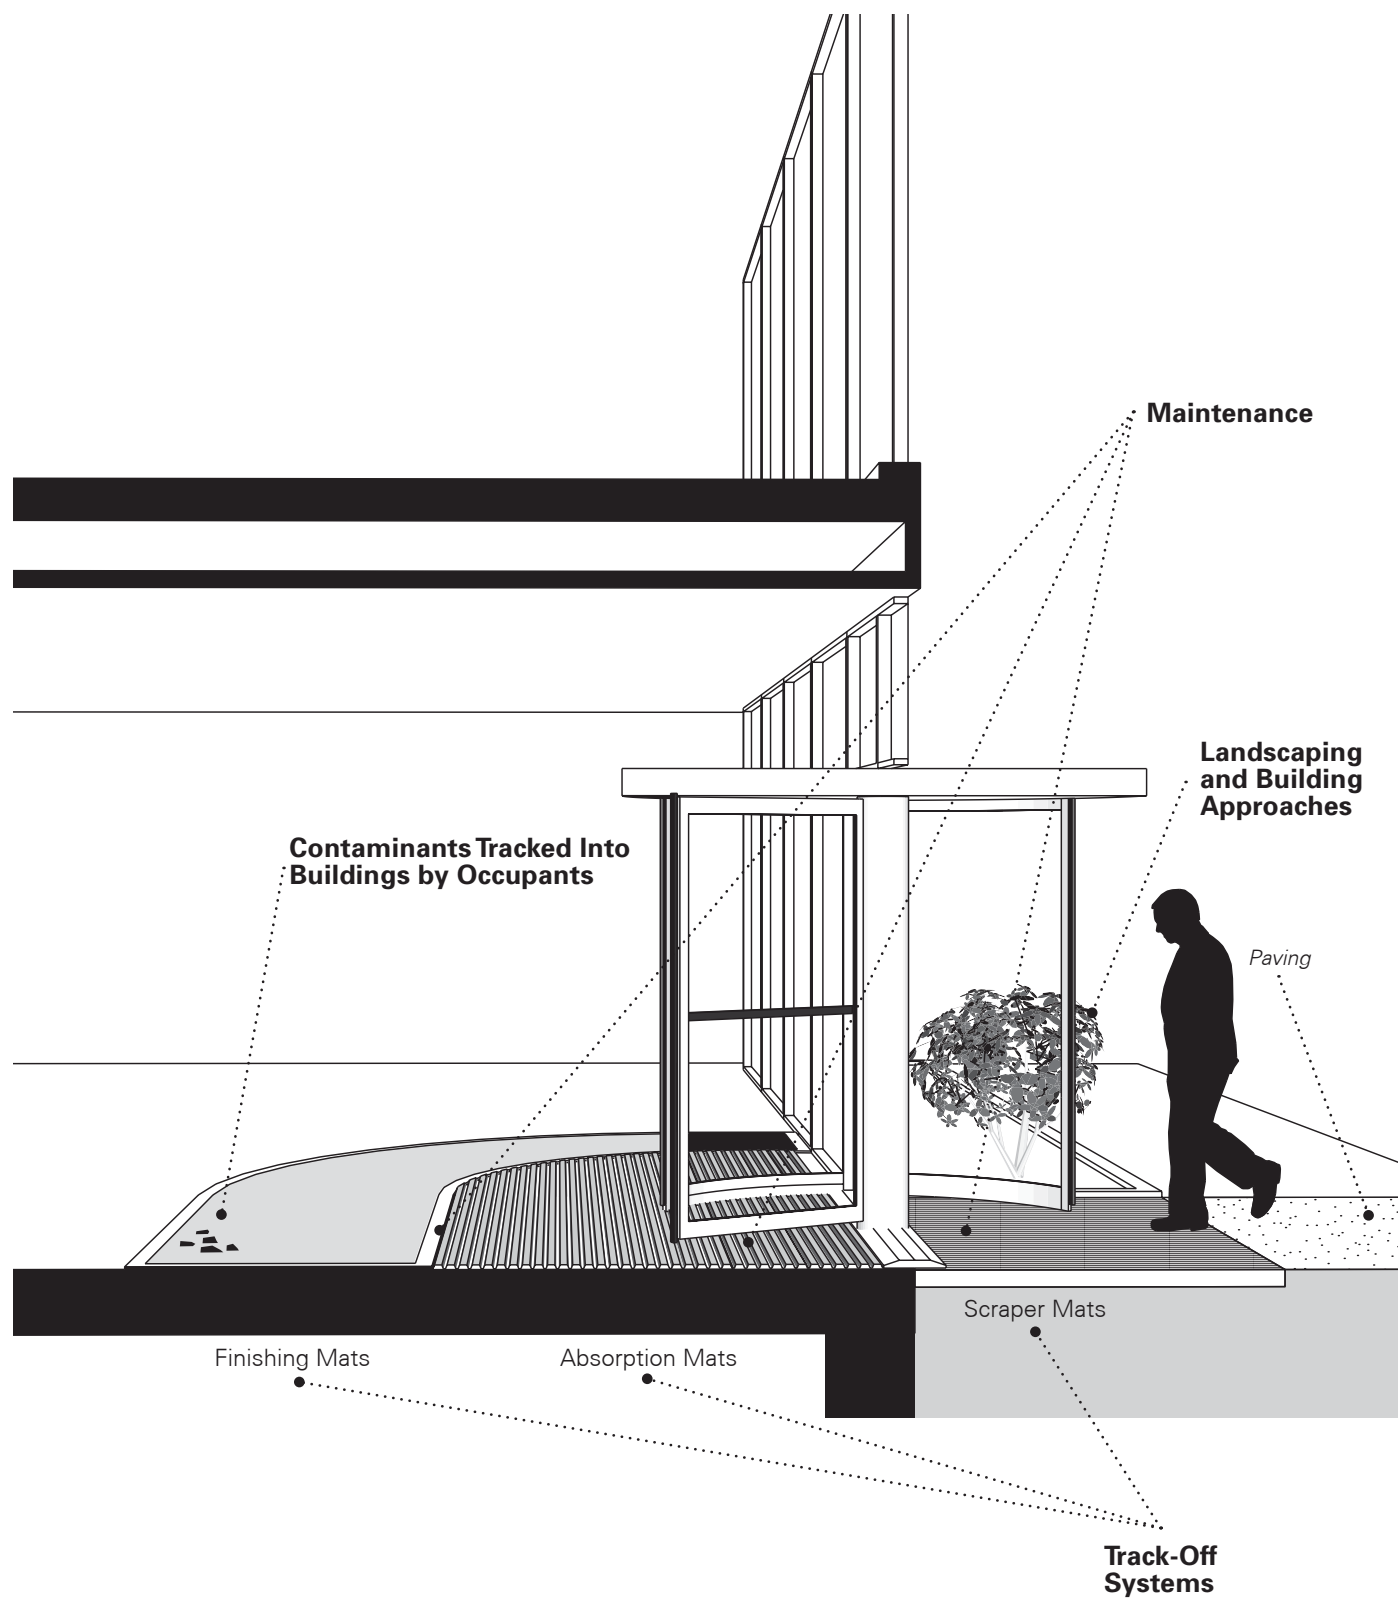 Maintenance
Landscaping
and Building
Approaches
Contaminants Tracked Into
Buildings by Occupants
Paving
Scraper Mats
Finishing Mats
Absorption Mats
Track-Off
Systems